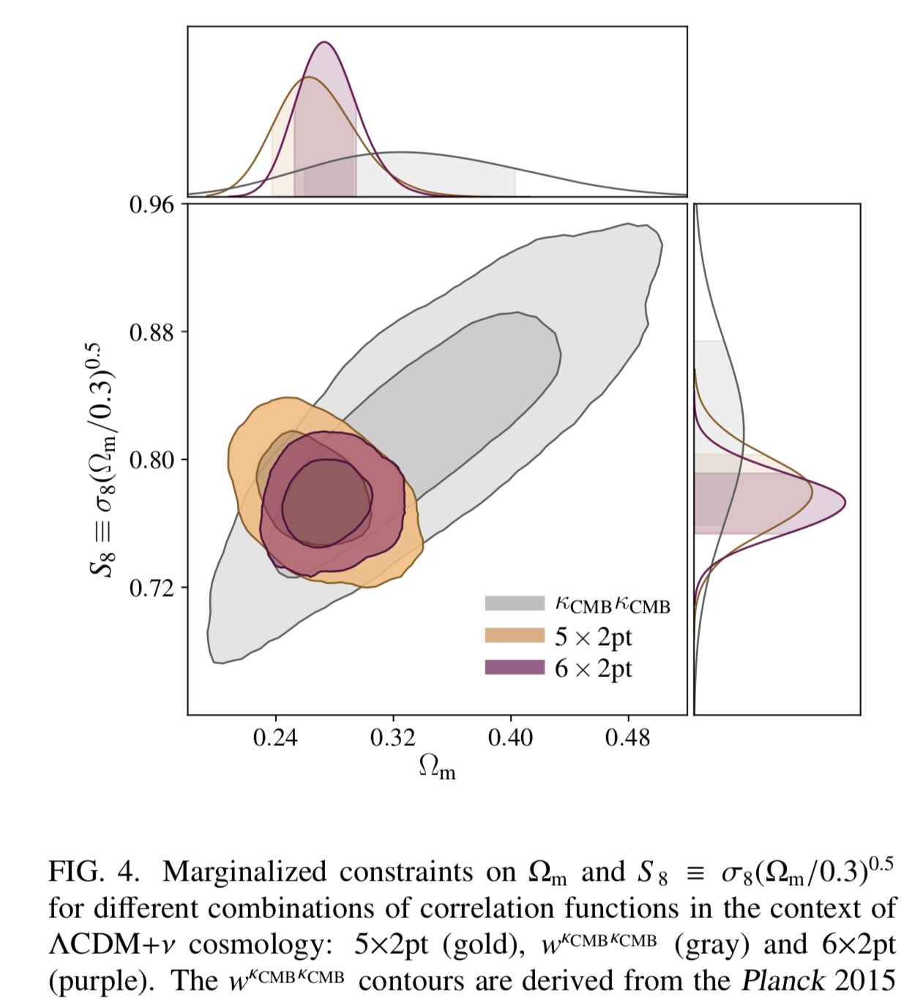 0.96
0.88
0.80
0.72
S₈ ≡ σ₈(Ωₘ/0.3)⁰·⁵
κCMBκCMB
5 × 2pt
6 × 2pt
0.24 0.32 0.40 0.48
Ωₘ
FIG. 4. Marginalized constraints on Ωₘ and S₈ ≡ σ₈(Ωₘ/0.3)⁰·⁵
for different combinations of correlation functions in the context of
ΛCDM+ν cosmology: 5×2pt (gold), w^κCMBκCMB (gray) and 6×2pt
(purple). The w^κCMBκCMB contours are derived from the Planck 2015